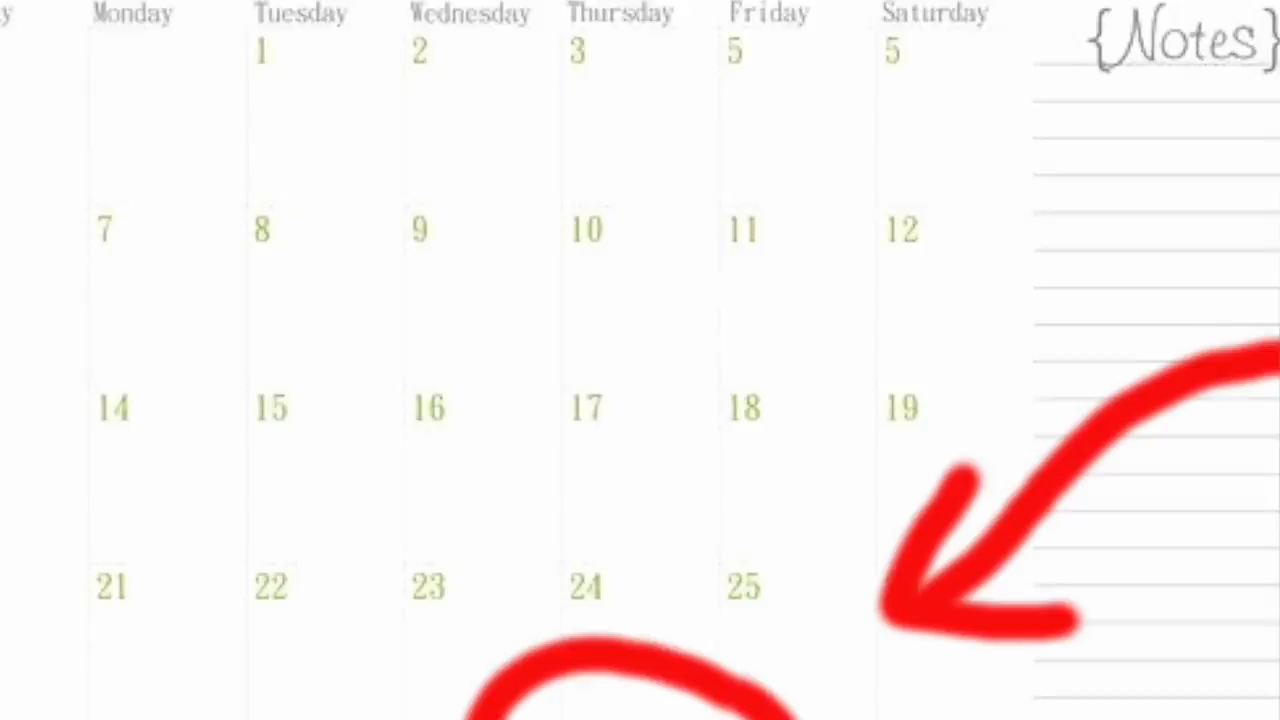 y Monday Tuesday Wednesday Thursday Friday Saturday {Notes}
1 2 3 5 5
7 8 9 10 11 12
14 15 16 17 18 19
21 22 23 24 25